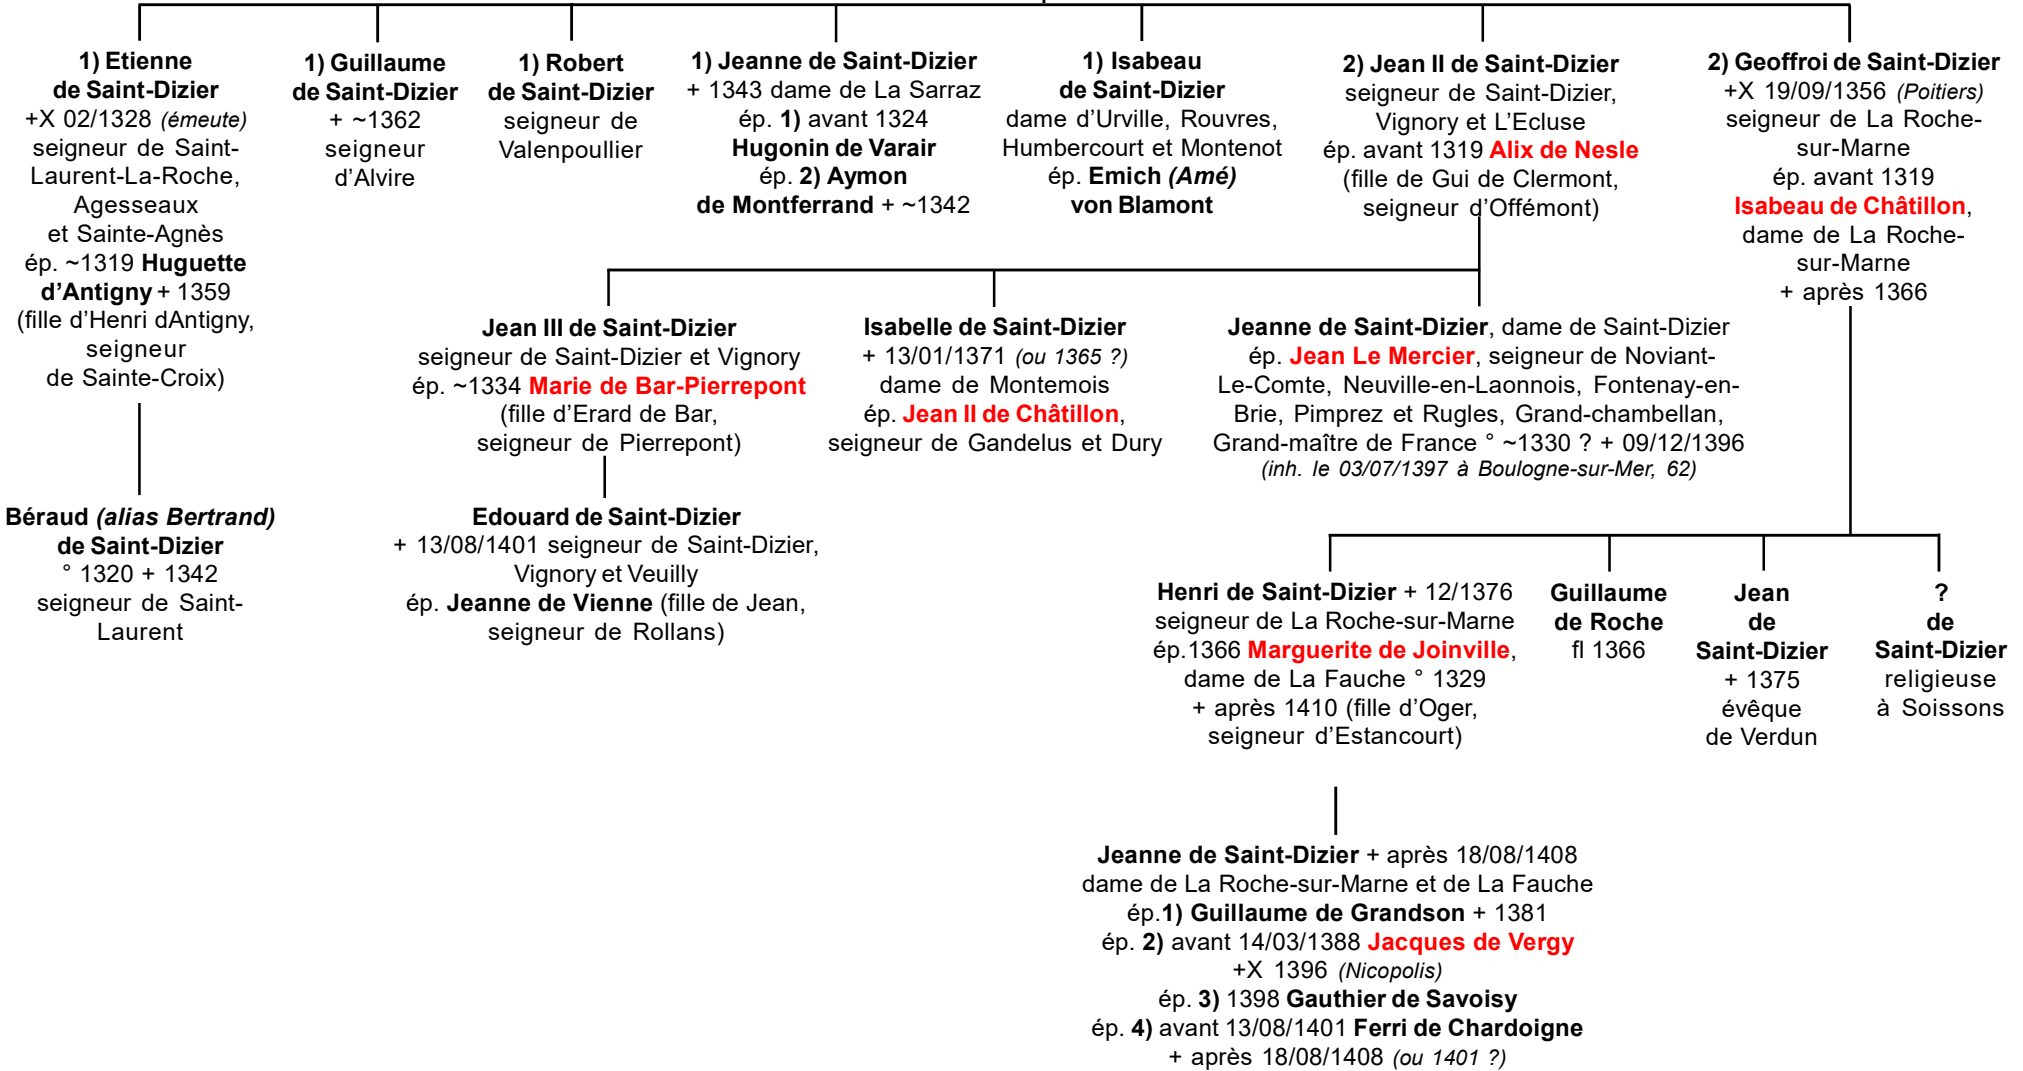 1) Etienne
de Saint-Dizier
+X 02/1328 (émeute)
seigneur de Saint-
Laurent-La-Roche,
Agesseaux
et Sainte-Agnès
ép. ~1319 Huguette
d’Antigny + 1359
(fille d’Henri dAntigny,
seigneur
de Sainte-Croix)
1) Guillaume
de Saint-Dizier
+ ~1362
seigneur
d’Alvire
1) Robert
de Saint-Dizier
seigneur de
Valenpoullier
1) Jeanne de Saint-Dizier
+ 1343 dame de La Sarraz
ép. 1) avant 1324
Hugonin de Varair
ép. 2) Aymon
de Montferrand + ~1342
1) Isabeau
de Saint-Dizier
dame d’Urville, Rouvres,
Humbercourt et Montenot
ép. Emich (Amé)
von Blamont
2) Jean II de Saint-Dizier
seigneur de Saint-Dizier,
Vignory et L’Ecluse
ép. avant 1319 Alix de Nesle
(fille de Gui de Clermont,
seigneur d’Offémont)
2) Geoffroi de Saint-Dizier
+X 19/09/1356 (Poitiers)
seigneur de La Roche-
sur-Marne
ép. avant 1319
Isabeau de Châtillon,
dame de La Roche-
sur-Marne
+ après 1366
Jean III de Saint-Dizier
seigneur de Saint-Dizier et Vignory
ép. ~1334 Marie de Bar-Pierrepont
(fille d’Erard de Bar,
seigneur de Pierrepont)
Isabelle de Saint-Dizier
+ 13/01/1371 (ou 1365 ?)
dame de Montemois
ép. Jean II de Châtillon,
seigneur de Gandelus et Dury
Jeanne de Saint-Dizier, dame de Saint-Dizier
ép. Jean Le Mercier, seigneur de Noviant-
Le-Comte, Neuville-en-Laonnois, Fontenay-en-
Brie, Pimprez et Rugles, Grand-chambellan,
Grand-maître de France ° ~1330 ? + 09/12/1396
(inh. le 03/07/1397 à Boulogne-sur-Mer, 62)
Béraud (alias Bertrand)
de Saint-Dizier
° 1320 + 1342
seigneur de Saint-
Laurent
Edouard de Saint-Dizier
+ 13/08/1401 seigneur de Saint-Dizier,
Vignory et Veuilly
ép. Jeanne de Vienne (fille de Jean,
seigneur de Rollans)
Henri de Saint-Dizier + 12/1376
seigneur de La Roche-sur-Marne
ép.1366 Marguerite de Joinville,
dame de La Fauche ° 1329
+ après 1410 (fille d’Oger,
seigneur d’Estancourt)
Guillaume
de Roche
fl 1366
Jean
de
Saint-Dizier
+ 1375
évêque
de Verdun
?
de
Saint-Dizier
religieuse
à Soissons
Jeanne de Saint-Dizier + après 18/08/1408
dame de La Roche-sur-Marne et de La Fauche
ép.1) Guillaume de Grandson + 1381
ép. 2) avant 14/03/1388 Jacques de Vergy
+X 1396 (Nicopolis)
ép. 3) 1398 Gauthier de Savoisy
ép. 4) avant 13/08/1401 Ferri de Chardoigne
+ après 18/08/1408 (ou 1401 ?)